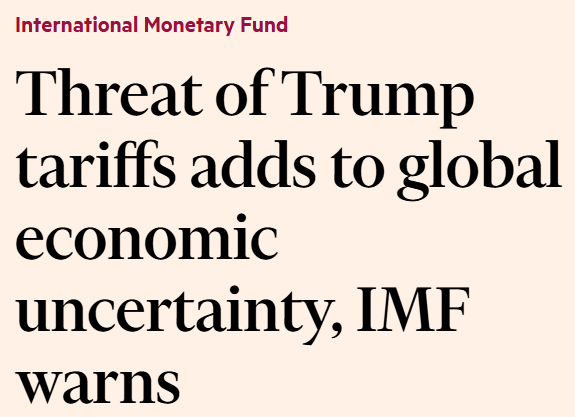 International Monetary Fund
Threat of Trump
tariffs adds to global
economic
uncertainty, IMF
warns